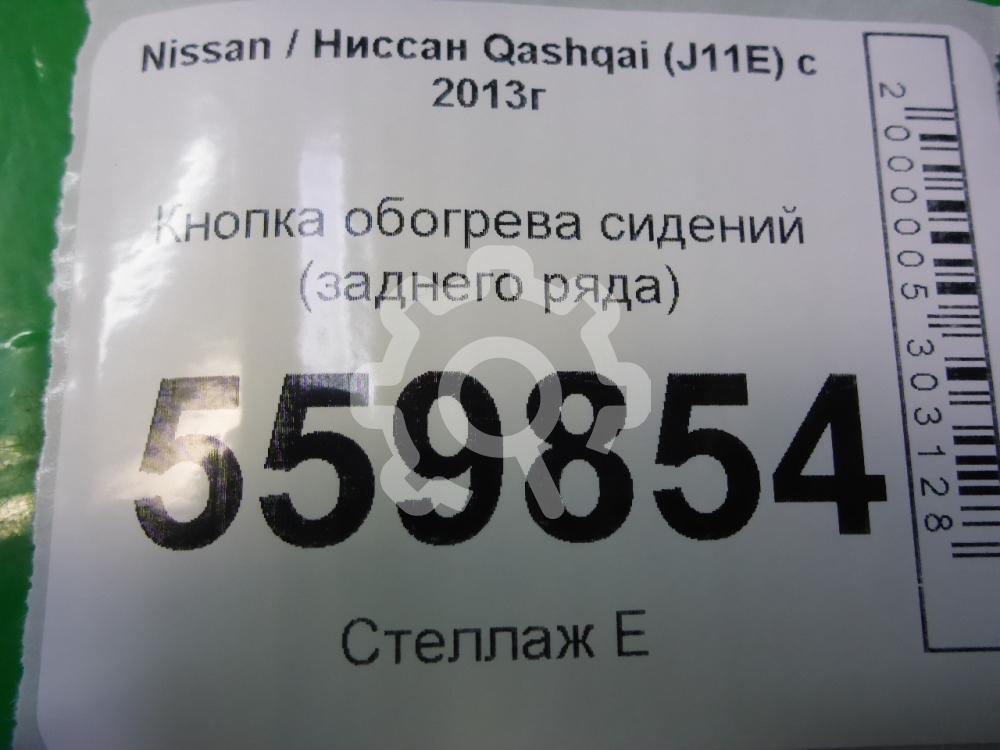 Nissan / Ниссан Qashqai (J11E) с
2013г
Кнопка обогрева сидений
(заднего ряда)
559854
Стеллаж Е
2000005303128